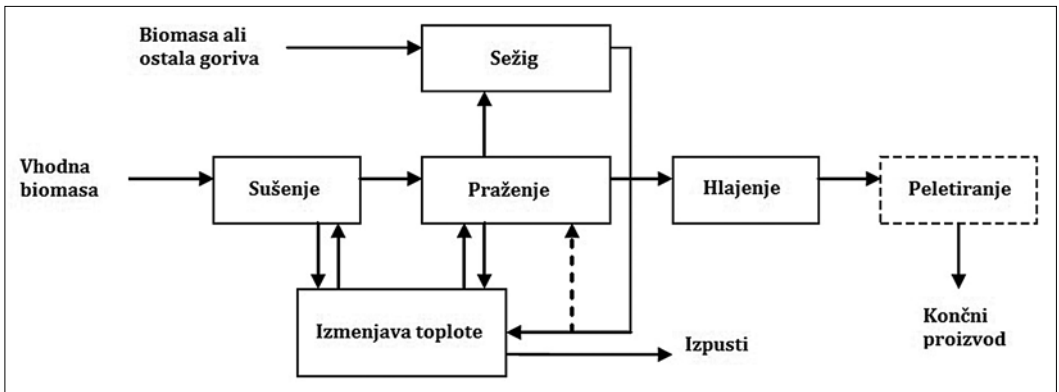 Biomasa ali
ostala goriva
Sežig
Vhodna
biomasa
Sušenje
Praženje
Hlajenje
Peletiranje
Izmenjava toplote
Izpusti
Končni
proizvod